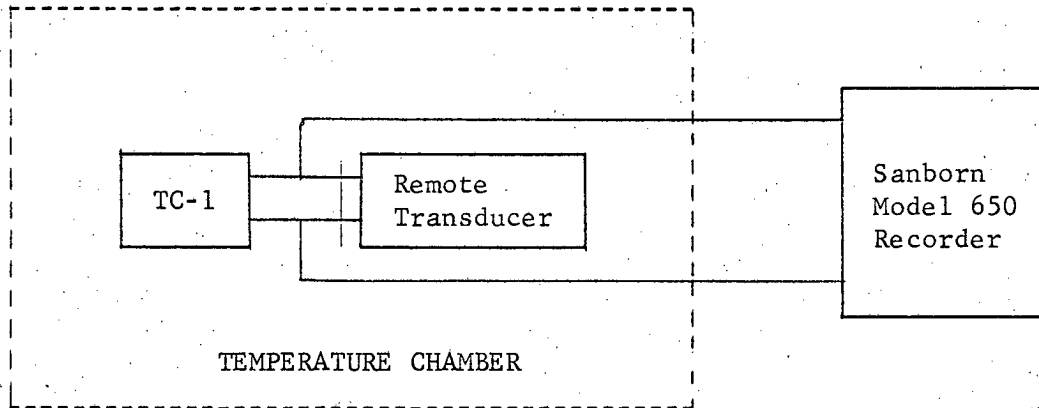 TC-1
Remote
Transducer
Sanborn
Model 650
Recorder
TEMPERATURE CHAMBER